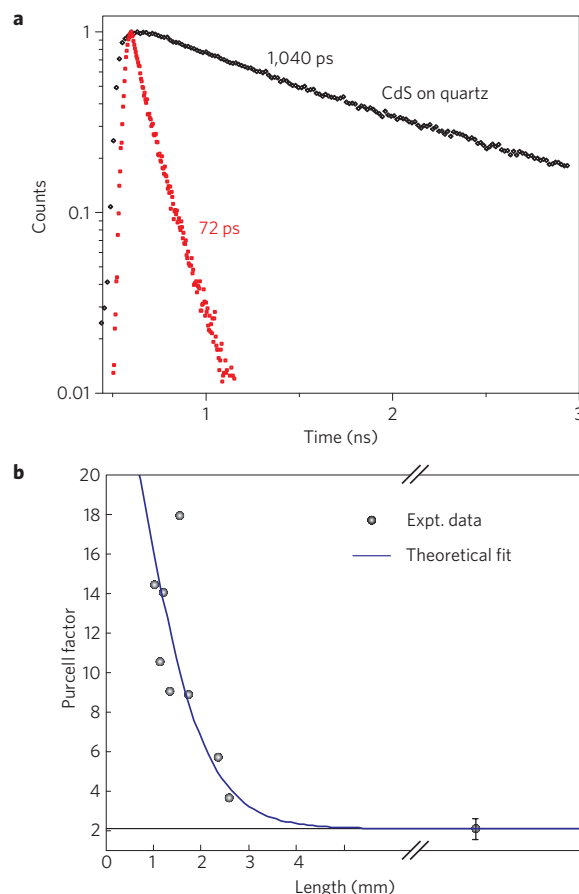 a
1
0.1
0.01
Counts
1,040 ps
CdS on quartz
72 ps
1
2
3
Time (ns)
b
20
18
16
14
12
10
8
6
4
2
Purcell factor
Expt. data
Theoretical fit
0
1
2
3
4
Length (mm)